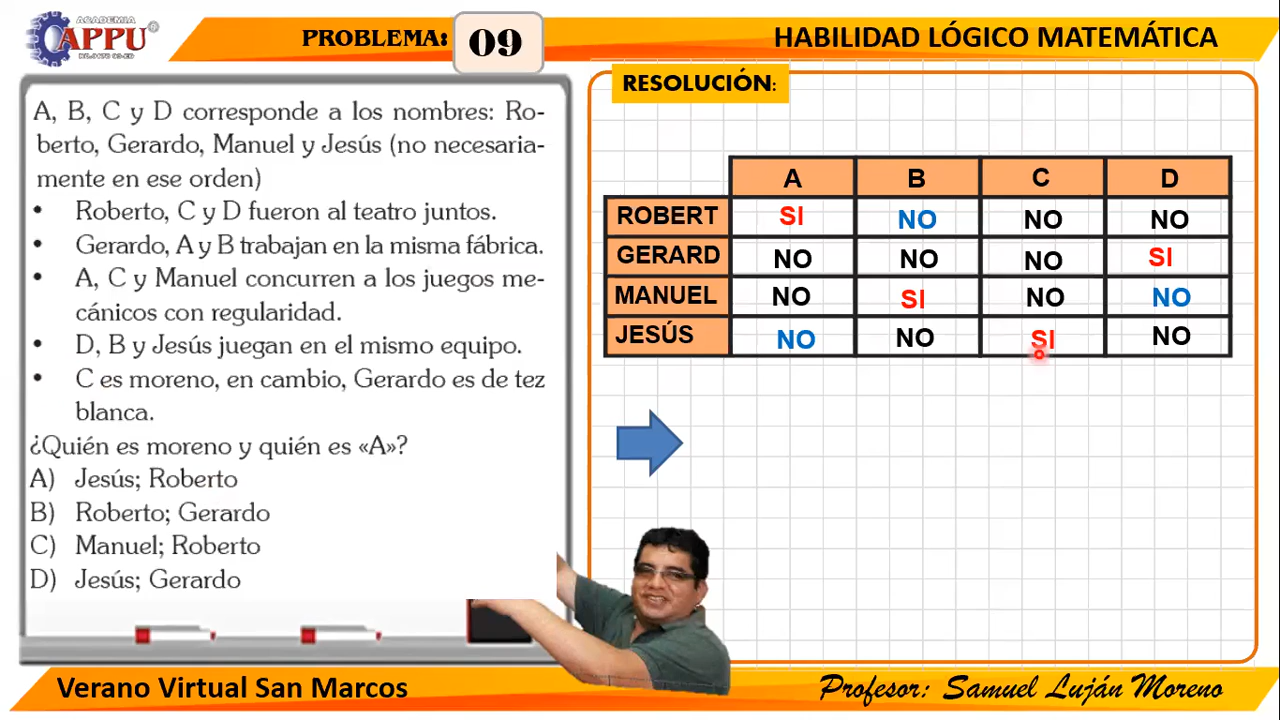 ACADEMIA
APPU
PROBLEMA:
09
HABILIDAD LÓGICO MATEMÁTICA
A, B, C y D corresponde a los nombres: Ro-
berto, Gerardo, Manuel y Jesús (no necesaria-
mente en ese orden)
• Roberto, C y D fueron al teatro juntos.
• Gerardo, A y B trabajan en la misma fábrica.
• A, C y Manuel concurren a los juegos me-
cánicos con regularidad.
• D, B y Jesús juegan en el mismo equipo.
• C es moreno, en cambio, Gerardo es de tez
blanca.
¿Quién es moreno y quién es «A»?
A) Jesús; Roberto
B) Roberto; Gerardo
C) Manuel; Roberto
D) Jesús; Gerardo
RESOLUCIÓN:
A B C D
ROBERT SI NO NO NO
GERARD NO NO NO SI
MANUEL NO SI NO NO
JESÚS NO NO SI NO
Verano Virtual San Marcos
Profesor: Samuel Luján Moreno